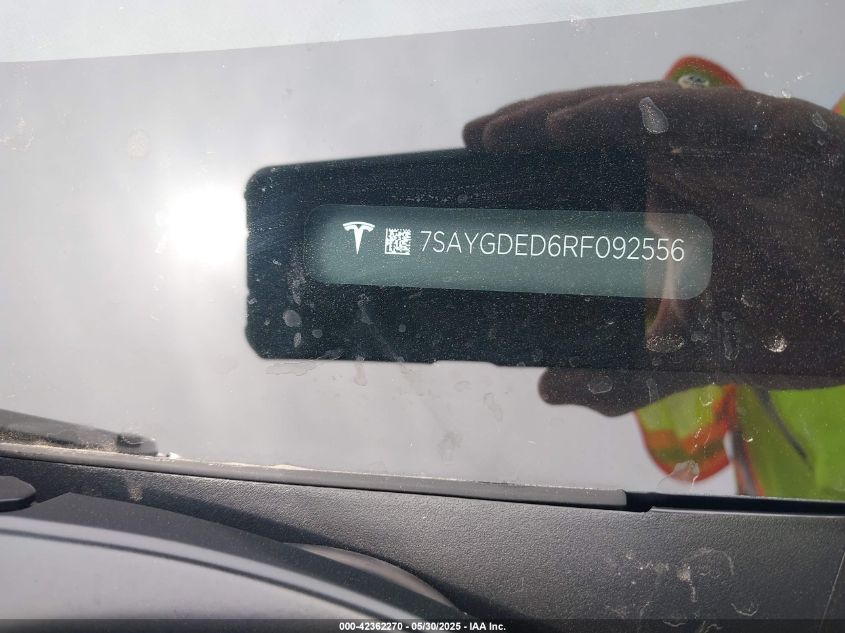 7SAYGDED6RF092556
000-42362270 - 05/30/2025 - IAA Inc.